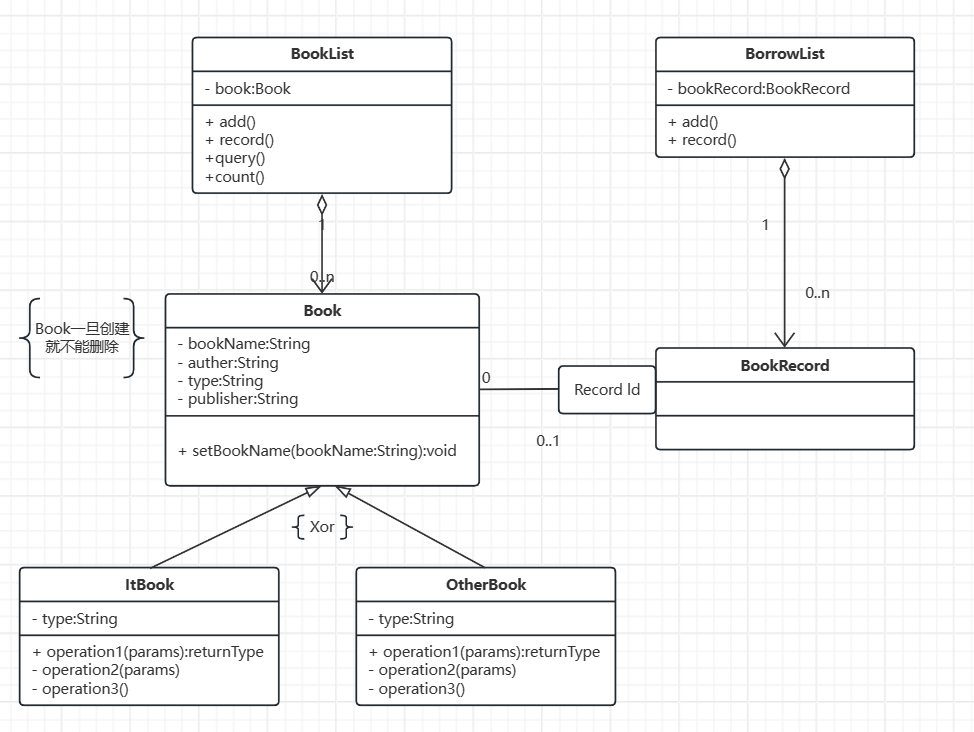 BookList
- book:Book
+ add()
+ record()
+query()
+count()
BorrowList
- bookRecord:BookRecord
+ add()
+ record()
1
0..n
1
0..n
Book一旦创建
就不能删除
Book
- bookName:String
- auther:String
- type:String
- publisher:String
+ setBookName(bookName:String):void
0
Record ld
0..1
BookRecord
Xor
ItBook
- type:String
+ operation1(params):returnType
- operation2(params)
- operation3()
OtherBook
- type:String
+ operation1(params):returnType
- operation2(params)
- operation3()